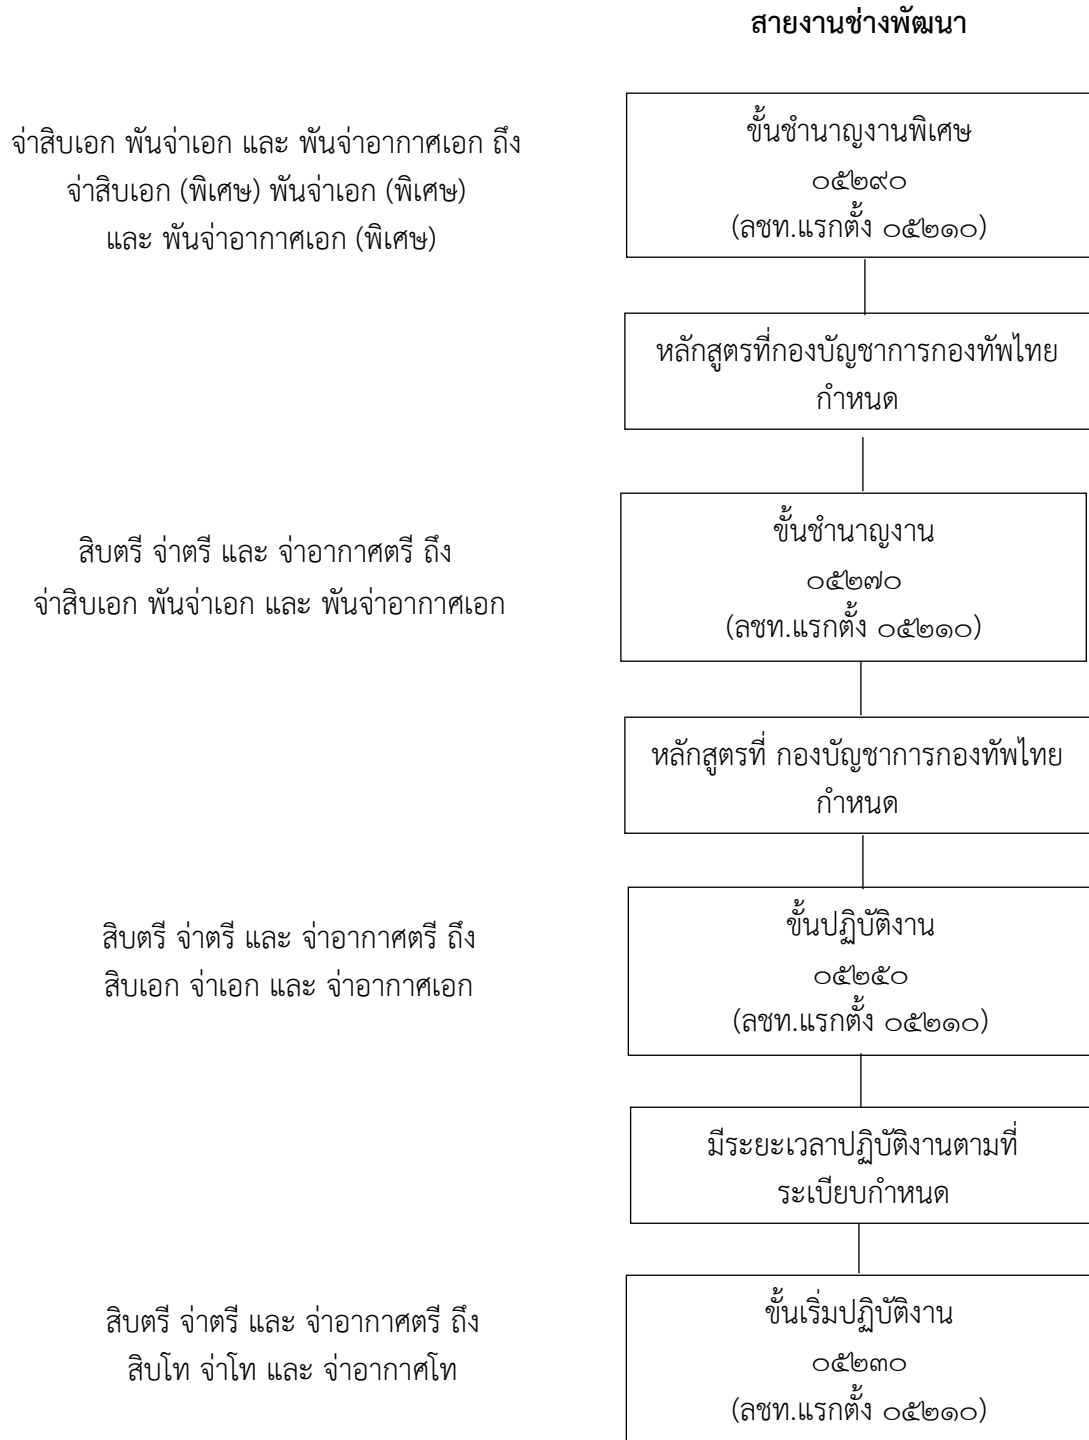 สายงานช่างพัฒนา
จ่าสิบเอก พันจ่าเอก และ พันจ่าอากาศเอก ถึง
จ่าสิบเอก (พิเศษ) พันจ่าเอก (พิเศษ)
และ พันจ่าอากาศเอก (พิเศษ)
ขั้นชำนาญงานพิเศษ
๐๕๒๙๐
(ลชท.แรกตั้ง ๐๕๒๑๐)
หลักสูตรที่กองบัญชาการกองทัพไทย
กำหนด
สิบตรี จ่าตรี และ จ่าอากาศตรี ถึง
จ่าสิบเอก พันจ่าเอก และ พันจ่าอากาศเอก
ขั้นชำนาญงาน
๐๕๒๗๐
(ลชท.แรกตั้ง ๐๕๒๑๐)
หลักสูตรที่ กองบัญชาการกองทัพไทย
กำหนด
สิบตรี จ่าตรี และ จ่าอากาศตรี ถึง
สิบเอก จ่าเอก และ จ่าอากาศเอก
ขั้นปฏิบัติงาน
๐๕๒๕๐
(ลชท.แรกตั้ง ๐๕๒๑๐)
มีระยะเวลาปฏิบัติงานตามที่
ระเบียบกำหนด
สิบตรี จ่าตรี และ จ่าอากาศตรี ถึง
สิบโท จ่าโท และ จ่าอากาศโท
ขั้นเริ่มปฏิบัติงาน
๐๕๒๓๐
(ลชท.แรกตั้ง ๐๕๒๑๐)